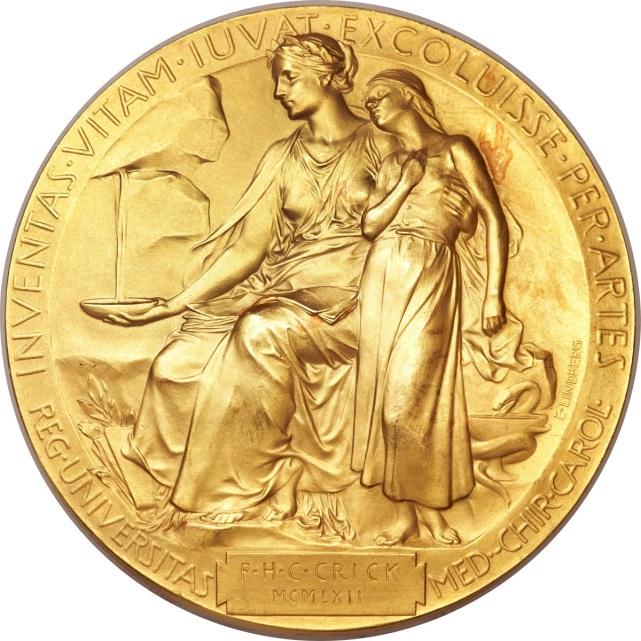 INVENTAS·VITAM·IUVAT·EXCOLUISSE·PER·ARTES
E·LINDBERG
REG·UNIVERSITAS
MED–CHIR·CAROL·
F·H·C·CRICK
MCMLXII